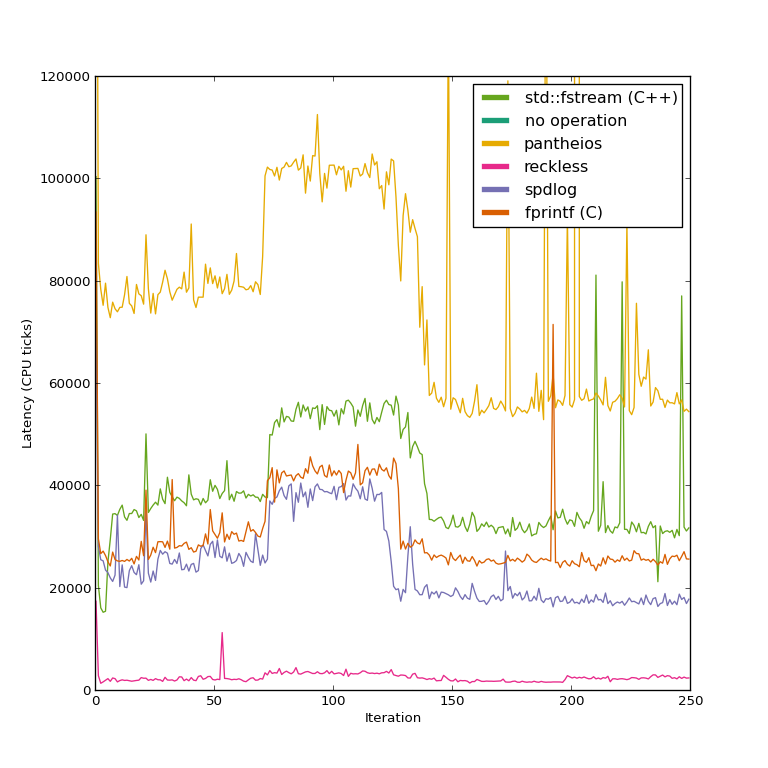 120000
100000
80000
60000
40000
20000
0
Latency (CPU ticks)
std::fstream (C++)
no operation
pantheios
reckless
spdlog
fprintf (C)
0 50 100 150 200 250
Iteration